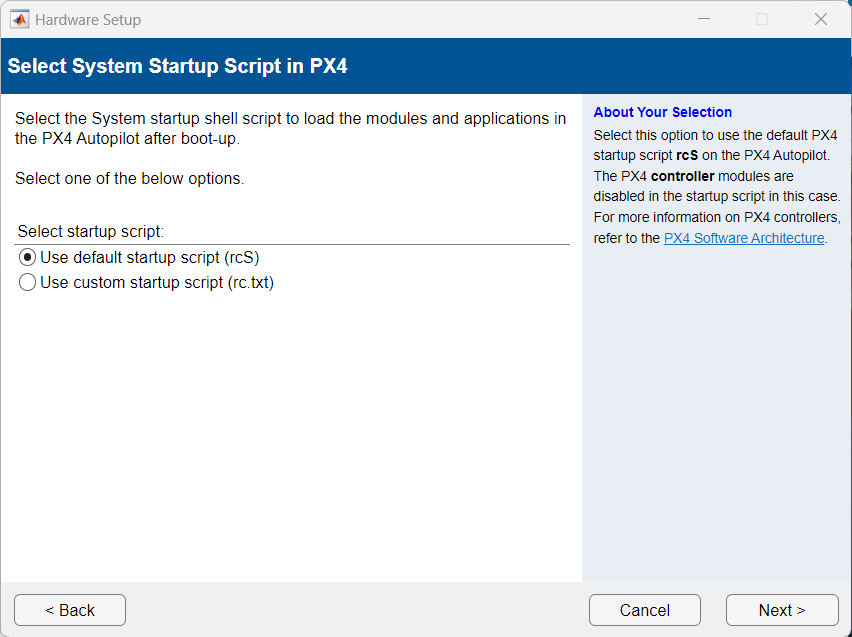 Hardware Setup
Select System Startup Script in PX4
Select the System startup shell script to load the modules and applications in
the PX4 Autopilot after boot-up.
Select one of the below options.
Select startup script:
Use default startup script (rcS)
Use custom startup script (rc.txt)
About Your Selection
Select this option to use the default PX4
startup script rcS on the PX4 Autopilot.
The PX4 controller modules are
disabled in the startup script in this case.
For more information on PX4 controllers,
refer to the PX4 Software Architecture.
< Back
Cancel
Next >